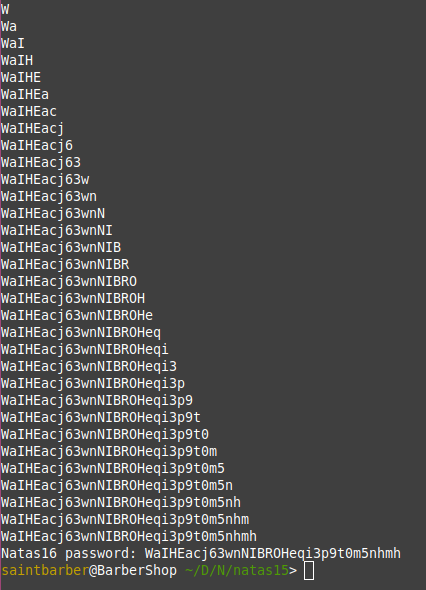 W
Wa
WaI
WaIH
WaIHE
WaIHEa
WaIHEac
WaIHEacj
WaIHEacj6
WaIHEacj63
WaIHEacj63w
WaIHEacj63wn
WaIHEacj63wnN
WaIHEacj63wnNI
WaIHEacj63wnNIB
WaIHEacj63wnNIBR
WaIHEacj63wnNIBRO
WaIHEacj63wnNIBROH
WaIHEacj63wnNIBROHe
WaIHEacj63wnNIBROHeq
WaIHEacj63wnNIBROHeqi
WaIHEacj63wnNIBROHeqi3
WaIHEacj63wnNIBROHeqi3p
WaIHEacj63wnNIBROHeqi3p9
WaIHEacj63wnNIBROHeqi3p9t
WaIHEacj63wnNIBROHeqi3p9t0
WaIHEacj63wnNIBROHeqi3p9t0m
WaIHEacj63wnNIBROHeqi3p9t0m5
WaIHEacj63wnNIBROHeqi3p9t0m5n
WaIHEacj63wnNIBROHeqi3p9t0m5nh
WaIHEacj63wnNIBROHeqi3p9t0m5nhm
WaIHEacj63wnNIBROHeqi3p9t0m5nhmh
Natas16 password: WaIHEacj63wnNIBROHeqi3p9t0m5nhmh
saintbarber@BarberShop ~/D/N/natas15>